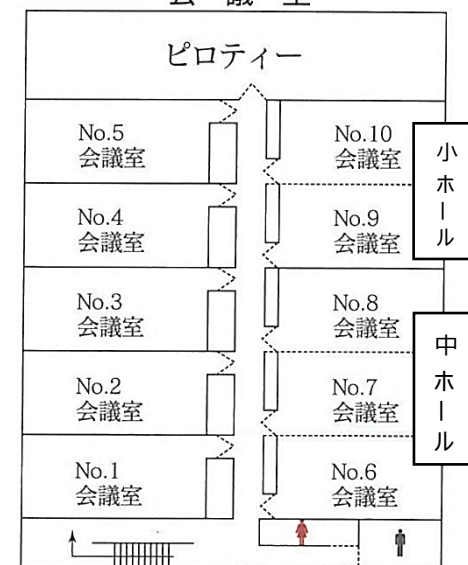 ピロティー
No.5
会議室
No.10
会議室
小ホール
No.4
会議室
No.9
会議室
No.3
会議室
No.8
会議室
中ホール
No.2
会議室
No.7
会議室
No.1
会議室
No.6
会議室